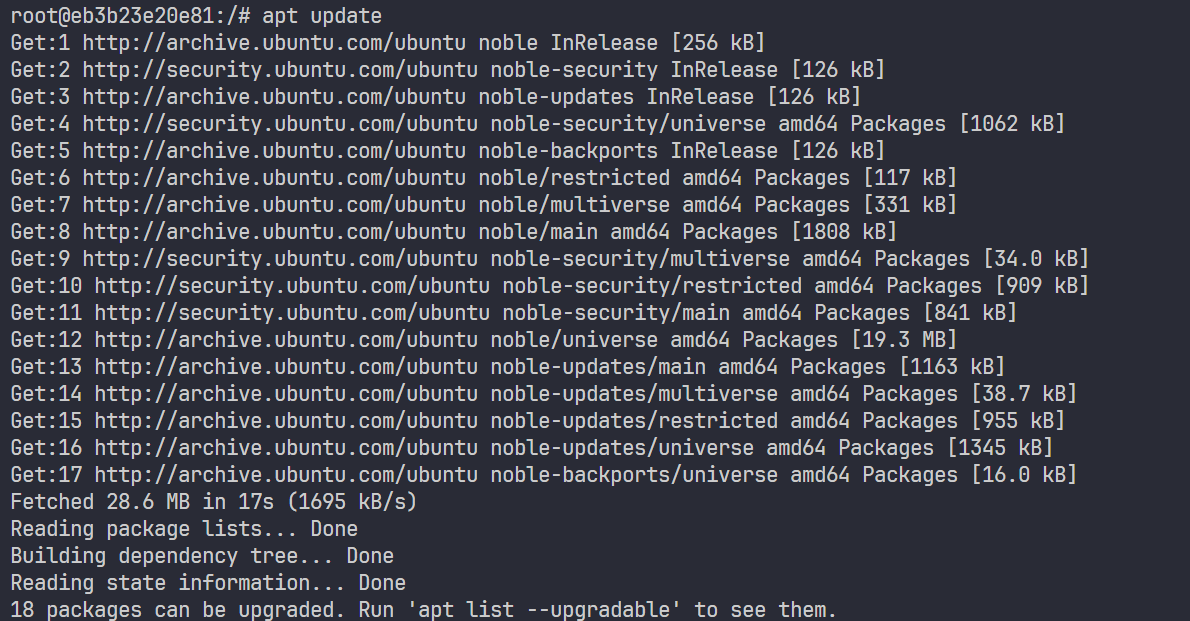 root@eb3b23e20e81:/# apt update
Get:1 http://archive.ubuntu.com/ubuntu noble InRelease [256 kB]
Get:2 http://security.ubuntu.com/ubuntu noble-security InRelease [126 kB]
Get:3 http://archive.ubuntu.com/ubuntu noble-updates InRelease [126 kB]
Get:4 http://security.ubuntu.com/ubuntu noble-security/universe amd64 Packages [1062 kB]
Get:5 http://archive.ubuntu.com/ubuntu noble-backports InRelease [126 kB]
Get:6 http://archive.ubuntu.com/ubuntu noble/restricted amd64 Packages [117 kB]
Get:7 http://archive.ubuntu.com/ubuntu noble/multiverse amd64 Packages [331 kB]
Get:8 http://archive.ubuntu.com/ubuntu noble/main amd64 Packages [1808 kB]
Get:9 http://security.ubuntu.com/ubuntu noble-security/multiverse amd64 Packages [34.0 kB]
Get:10 http://security.ubuntu.com/ubuntu noble-security/restricted amd64 Packages [909 kB]
Get:11 http://security.ubuntu.com/ubuntu noble-security/main amd64 Packages [841 kB]
Get:12 http://archive.ubuntu.com/ubuntu noble/universe amd64 Packages [19.3 MB]
Get:13 http://archive.ubuntu.com/ubuntu noble-updates/main amd64 Packages [1163 kB]
Get:14 http://archive.ubuntu.com/ubuntu noble-updates/multiverse amd64 Packages [38.7 kB]
Get:15 http://archive.ubuntu.com/ubuntu noble-updates/restricted amd64 Packages [955 kB]
Get:16 http://archive.ubuntu.com/ubuntu noble-updates/universe amd64 Packages [1345 kB]
Get:17 http://archive.ubuntu.com/ubuntu noble-backports/universe amd64 Packages [16.0 kB]
Fetched 28.6 MB in 17s (1695 kB/s)
Reading package lists... Done
Building dependency tree... Done
Reading state information... Done
18 packages can be upgraded. Run 'apt list --upgradable' to see them.